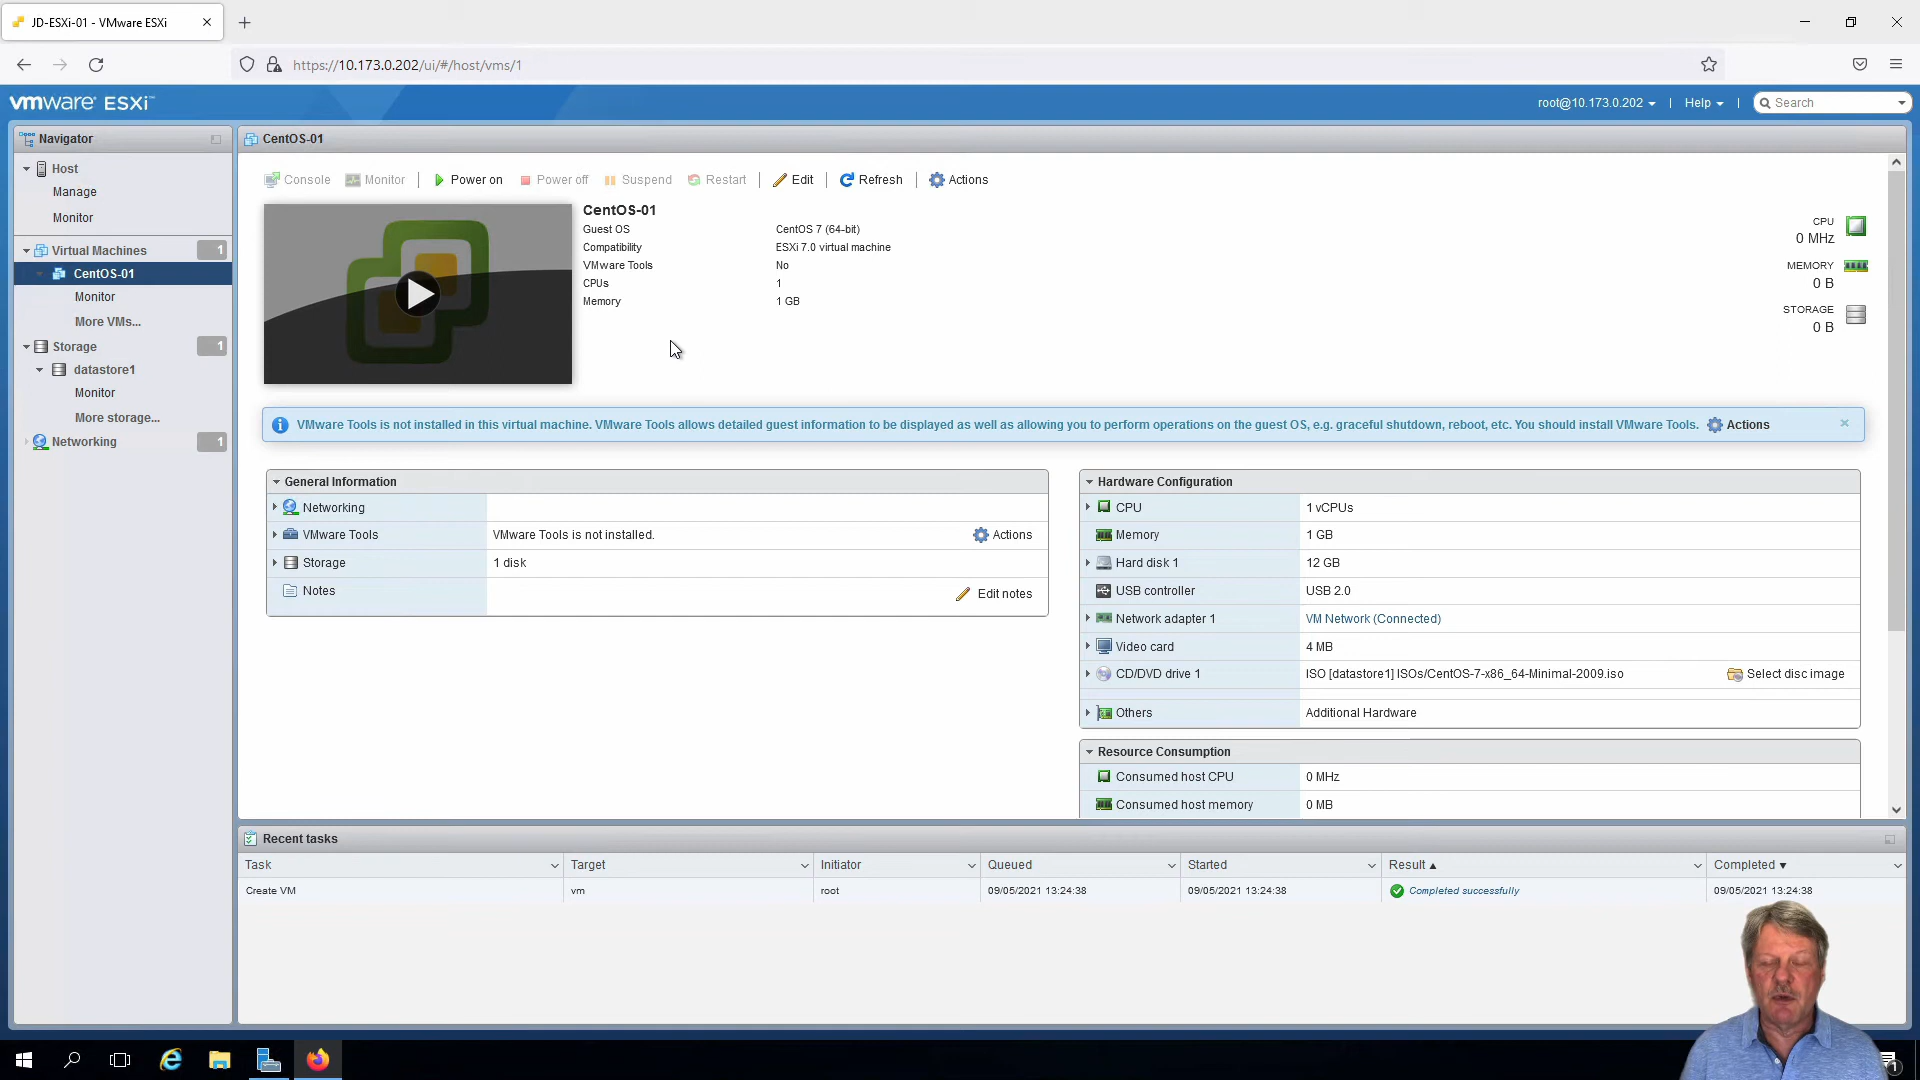 JD-ESXi-01 - VMware ESXi
https://10.173.0.202/ui/#/host/vms/1
vmware ESXi™
root@10.173.0.202 | Help | Search
Navigator
Host
Manage
Monitor
Virtual Machines 1
CentOS-01
Monitor
More VMs...
Storage 1
datastore1
Monitor
More storage...
Networking 1
CentOS-01
Console Monitor | Power on Power off Suspend Restart | Edit | Refresh | Actions
CentOS-01
Guest OS CentOS 7 (64-bit)
Compatibility ESXi 7.0 virtual machine
VMware Tools No
CPUs 1
Memory 1 GB
CPU
0 MHz
MEMORY
0 B
STORAGE
0 B
VMware Tools is not installed in this virtual machine. VMware Tools allows detailed guest information to be displayed as well as allowing you to perform operations on the guest OS, e.g. graceful shutdown, reboot, etc. You should install VMware Tools. Actions
General Information
Networking
VMware Tools VMware Tools is not installed. Actions
Storage 1 disk
Notes Edit notes
Hardware Configuration
CPU 1 vCPUs
Memory 1 GB
Hard disk 1 12 GB
USB controller USB 2.0
Network adapter 1 VM Network (Connected)
Video card 4 MB
CD/DVD drive 1 ISO [datastore1] ISOs/CentOS-7-x86_64-Minimal-2009.iso Select disc image
Others Additional Hardware
Resource Consumption
Consumed host CPU 0 MHz
Consumed host memory 0 MB
Recent tasks
Task Target Initiator Queued Started Result Completed
Create VM vm root 09/05/2021 13:24:38 09/05/2021 13:24:38 Completed successfully 09/05/2021 13:24:38
1